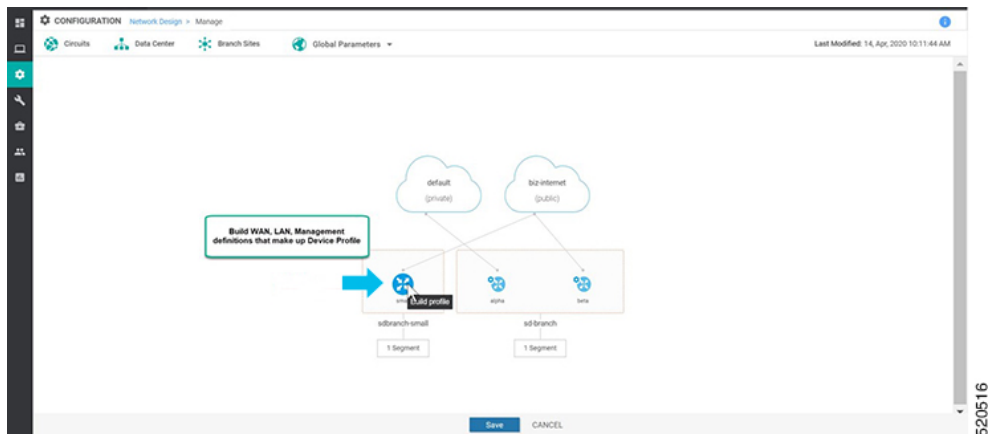 CONFIGURATION Network Design > Manage
Circuits Data Center Branch Sites Global Parameters Last Modified: 14, Apr, 2020 10:11:44 AM
default
(private)
biz-internet
(public)
Build WAN, LAN, Management
definitions that make up Device Profile
Build profile
alpha
beta
sdbranch-small
sd-branch
1 Segment
1 Segment
Save CANCEL
520516